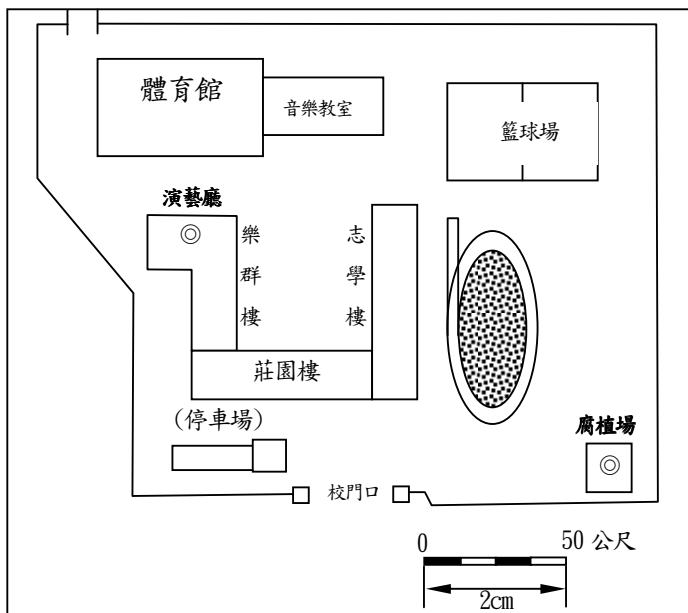 體育館
音樂教室
籃球場
演藝廳
樂群樓
志學樓
莊園樓
(停車場)
腐植場
校門口
0
50 公尺
2cm